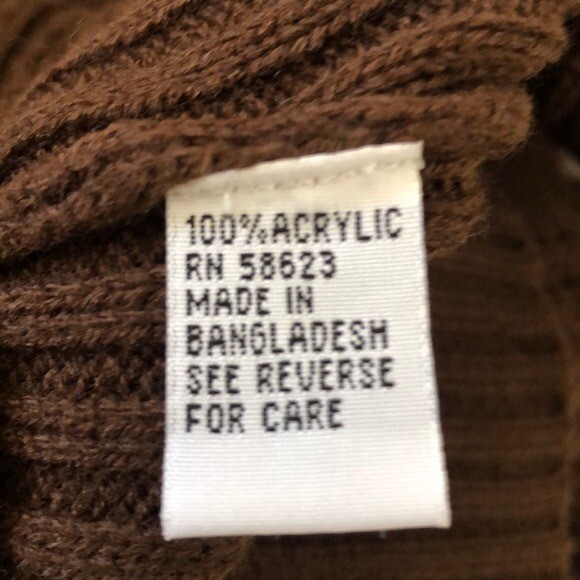 100%ACRYLIC
RN 58623
MADE IN
BANGLADESH
SEE REVERSE
FOR CARE